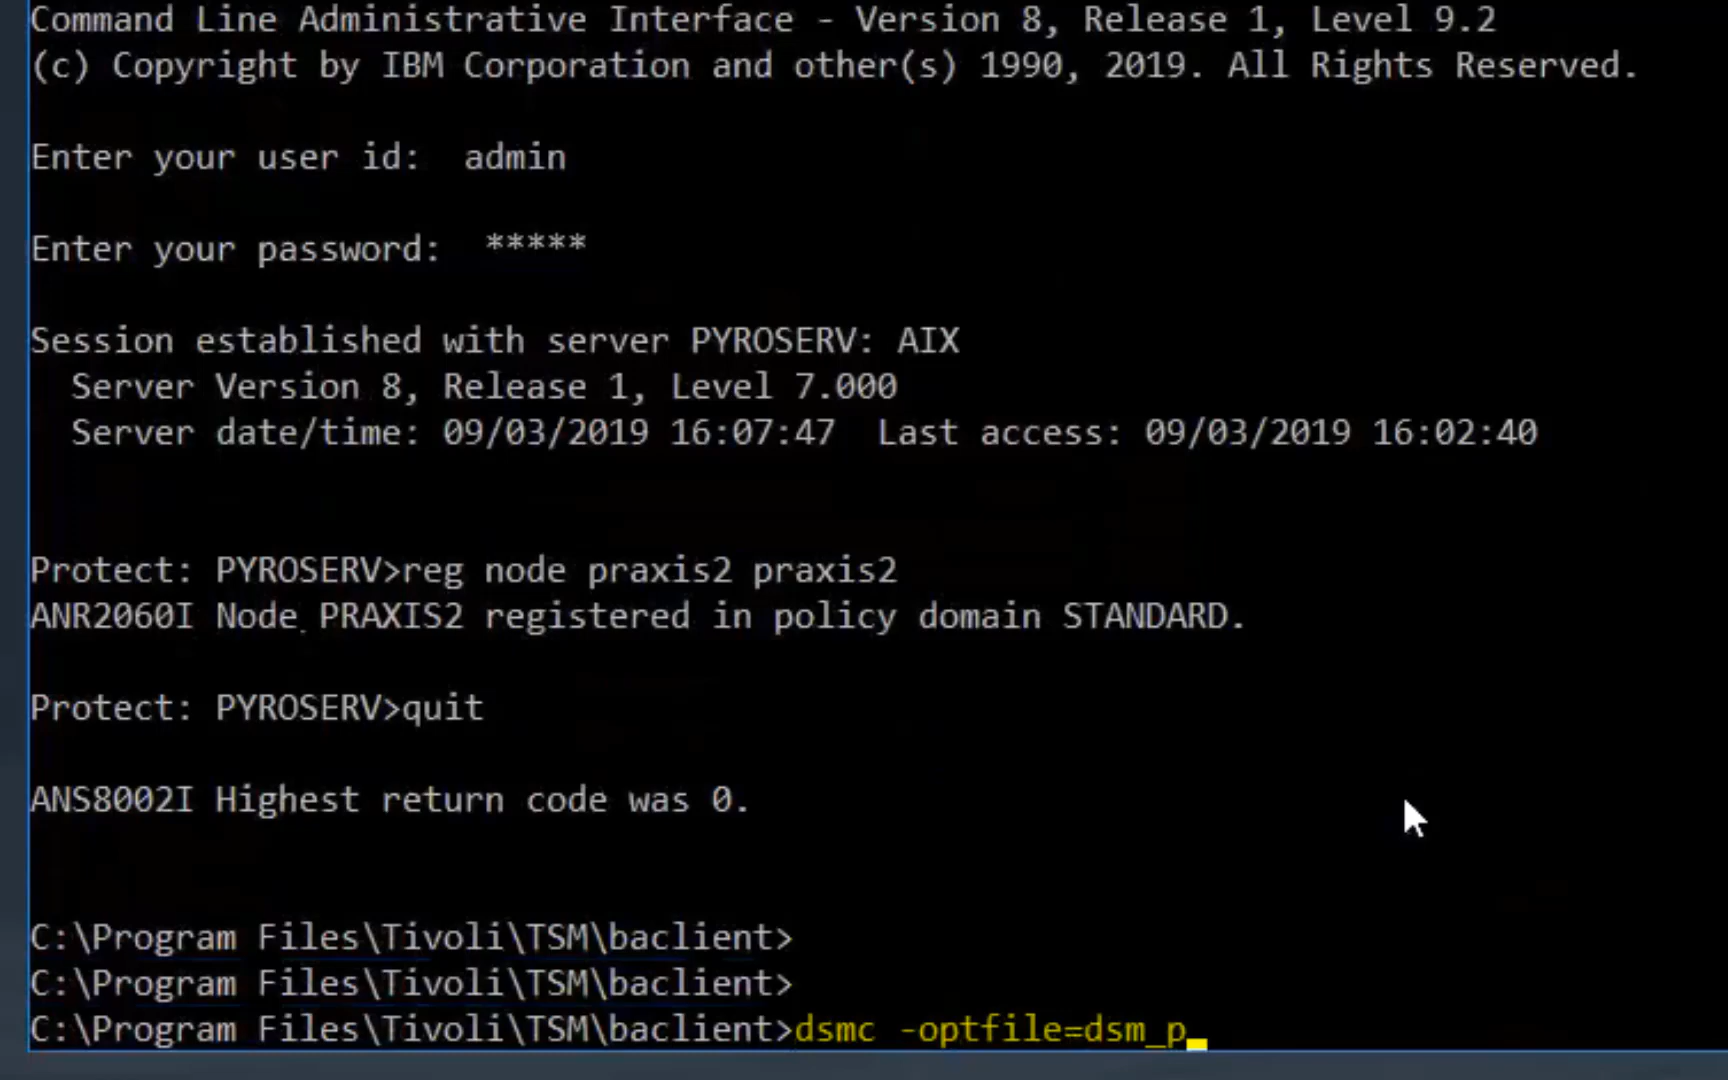 Command Line Administrative Interface - Version 8, Release 1, Level 9.2
(c) Copyright by IBM Corporation and other(s) 1990, 2019. All Rights Reserved.
Enter your user id:  admin
Enter your password:  *****
Session established with server PYROSERV: AIX
  Server Version 8, Release 1, Level 7.000
  Server date/time: 09/03/2019 16:07:47  Last access: 09/03/2019 16:02:40
Protect: PYROSERV>reg node praxis2 praxis2
ANR2060I Node PRAXIS2 registered in policy domain STANDARD.
Protect: PYROSERV>quit
ANS8002I Highest return code was 0.
C:\Program Files\Tivoli\TSM\baclient>
C:\Program Files\Tivoli\TSM\baclient>
C:\Program Files\Tivoli\TSM\baclient>dsmc -optfile=dsm_p